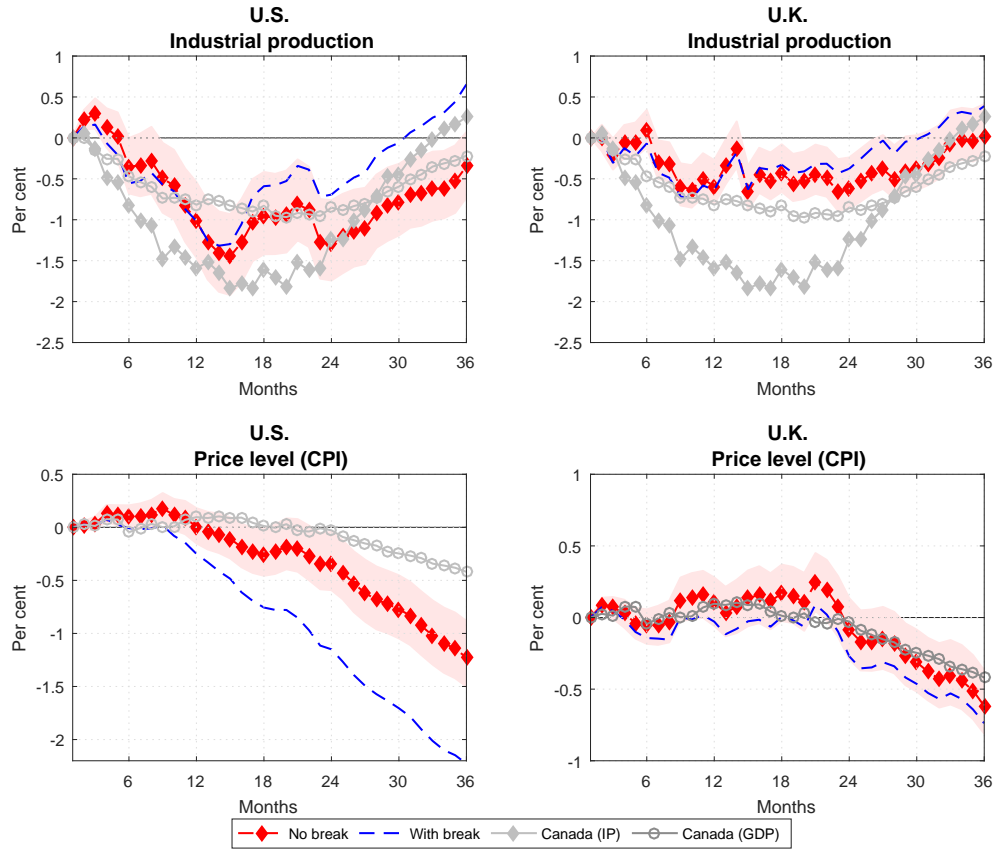 U.S.
Industrial production
1
0.5
0
-0.5
-1
-1.5
-2
-2.5
Per cent
6 12 18 24 30 36
Months
U.K.
Industrial production
1
0.5
0
-0.5
-1
-1.5
-2
-2.5
Per cent
6 12 18 24 30 36
Months
U.S.
Price level (CPI)
0.5
0
-0.5
-1
-1.5
-2
Per cent
6 12 18 24 30 36
Months
U.K.
Price level (CPI)
1
0.5
0
-0.5
-1
Per cent
6 12 18 24 30 36
Months
No break With break Canada (IP) Canada (GDP)